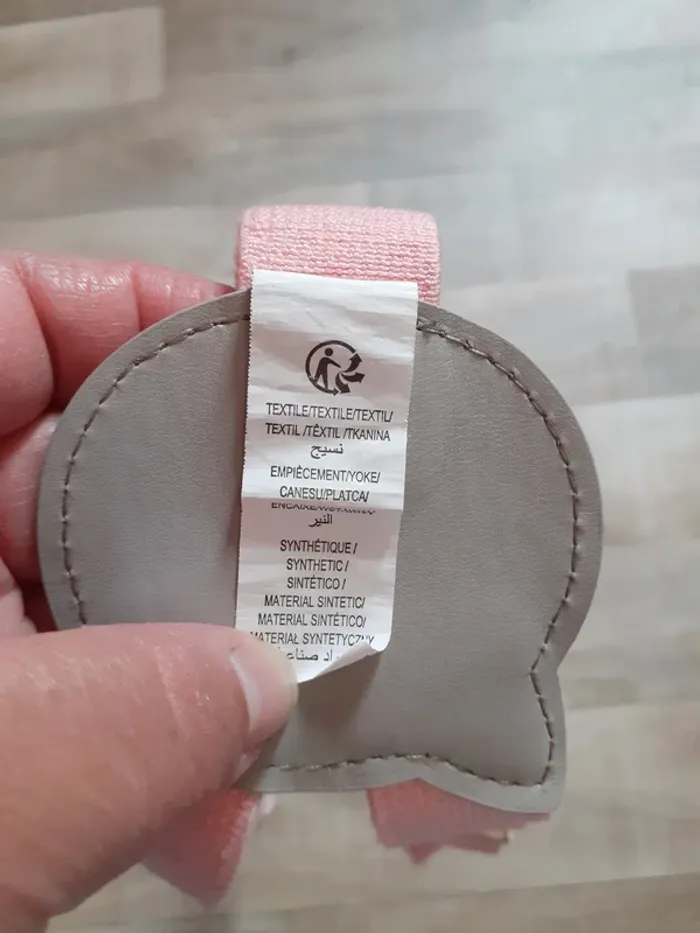 TEXTILE/TEXTILE/TEXTIL/
TEXTIL /TÊXTIL /TKANINA
نسيج
EMPIÈCEMENT/YOKE/
CANESU/PLATCA/
النير
SYNTHÉTIQUE /
SYNTHETIC /
SINTÉTICO /
MATERIAL SINTETIC/
MATERIAL SINTÉTICO/
MATERIAŁ SYNTETYCZNY